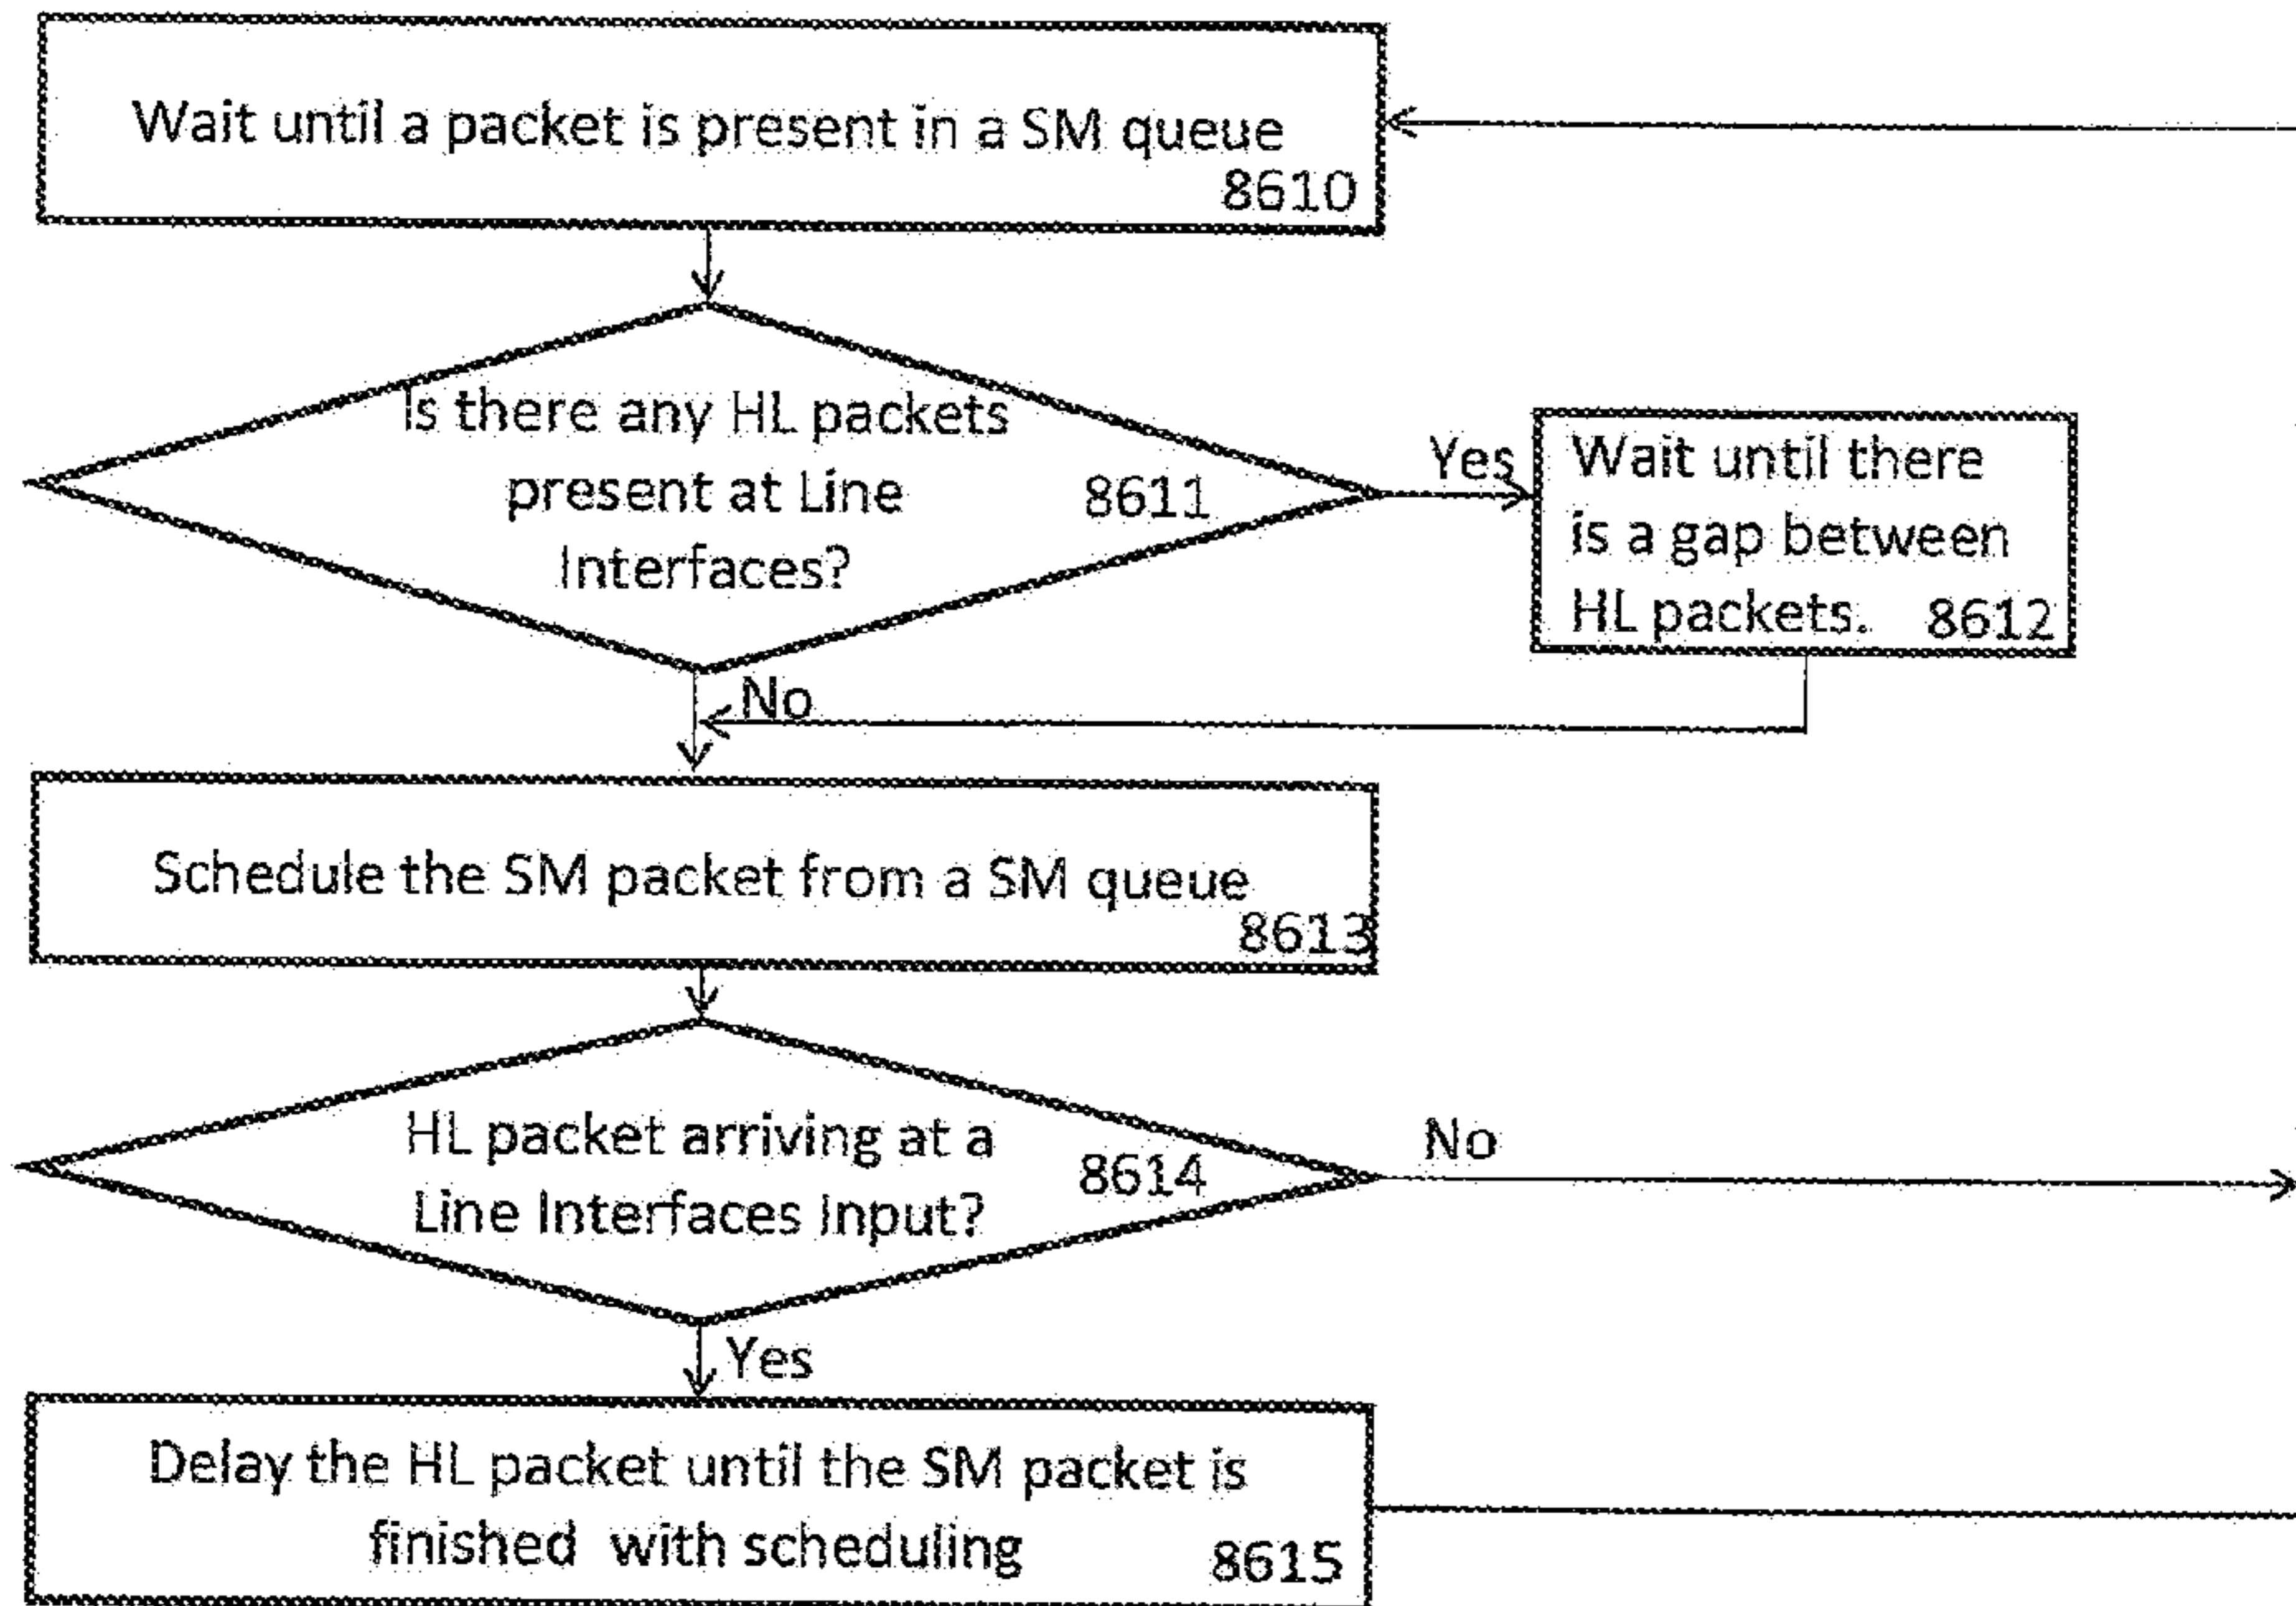 Wait until a packet is present in a SM queue
8610
Is there any HL packets
present at Line
Interfaces?
8611
Yes
Wait until there
is a gap between
HL packets.
8612
No
Schedule the SM packet from a SM queue
8613
HL packet arriving at a
Line Interfaces Input?
8614
No
Yes
Delay the HL packet until the SM packet is
finished with scheduling
8615